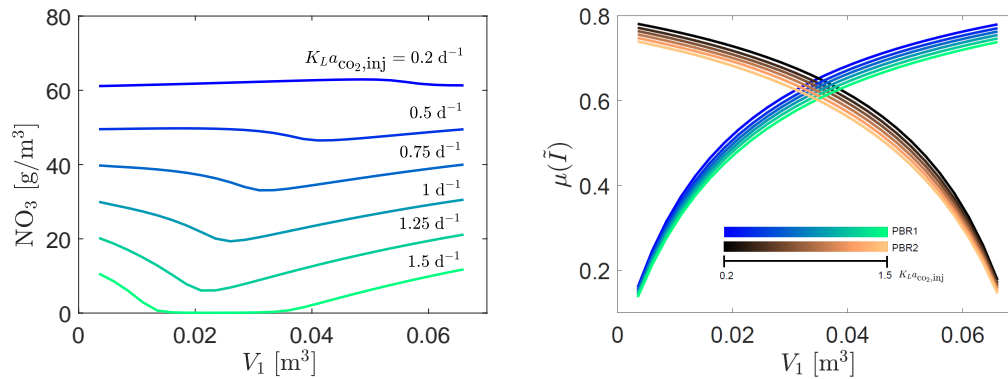 80
60
40
20
0
NO₃ [g/m³]
K_L a_co₂,inj = 0.2 d⁻¹
0.5 d⁻¹
0.75 d⁻¹
1 d⁻¹
1.25 d⁻¹
1.5 d⁻¹
0 0.02 0.04 0.06
V₁ [m³]
0.8
0.6
0.4
0.2
μ(Ĩ)
PBR1
PBR2
0.2 1.5 K_L a_co₂,inj
0 0.02 0.04 0.06
V₁ [m³]